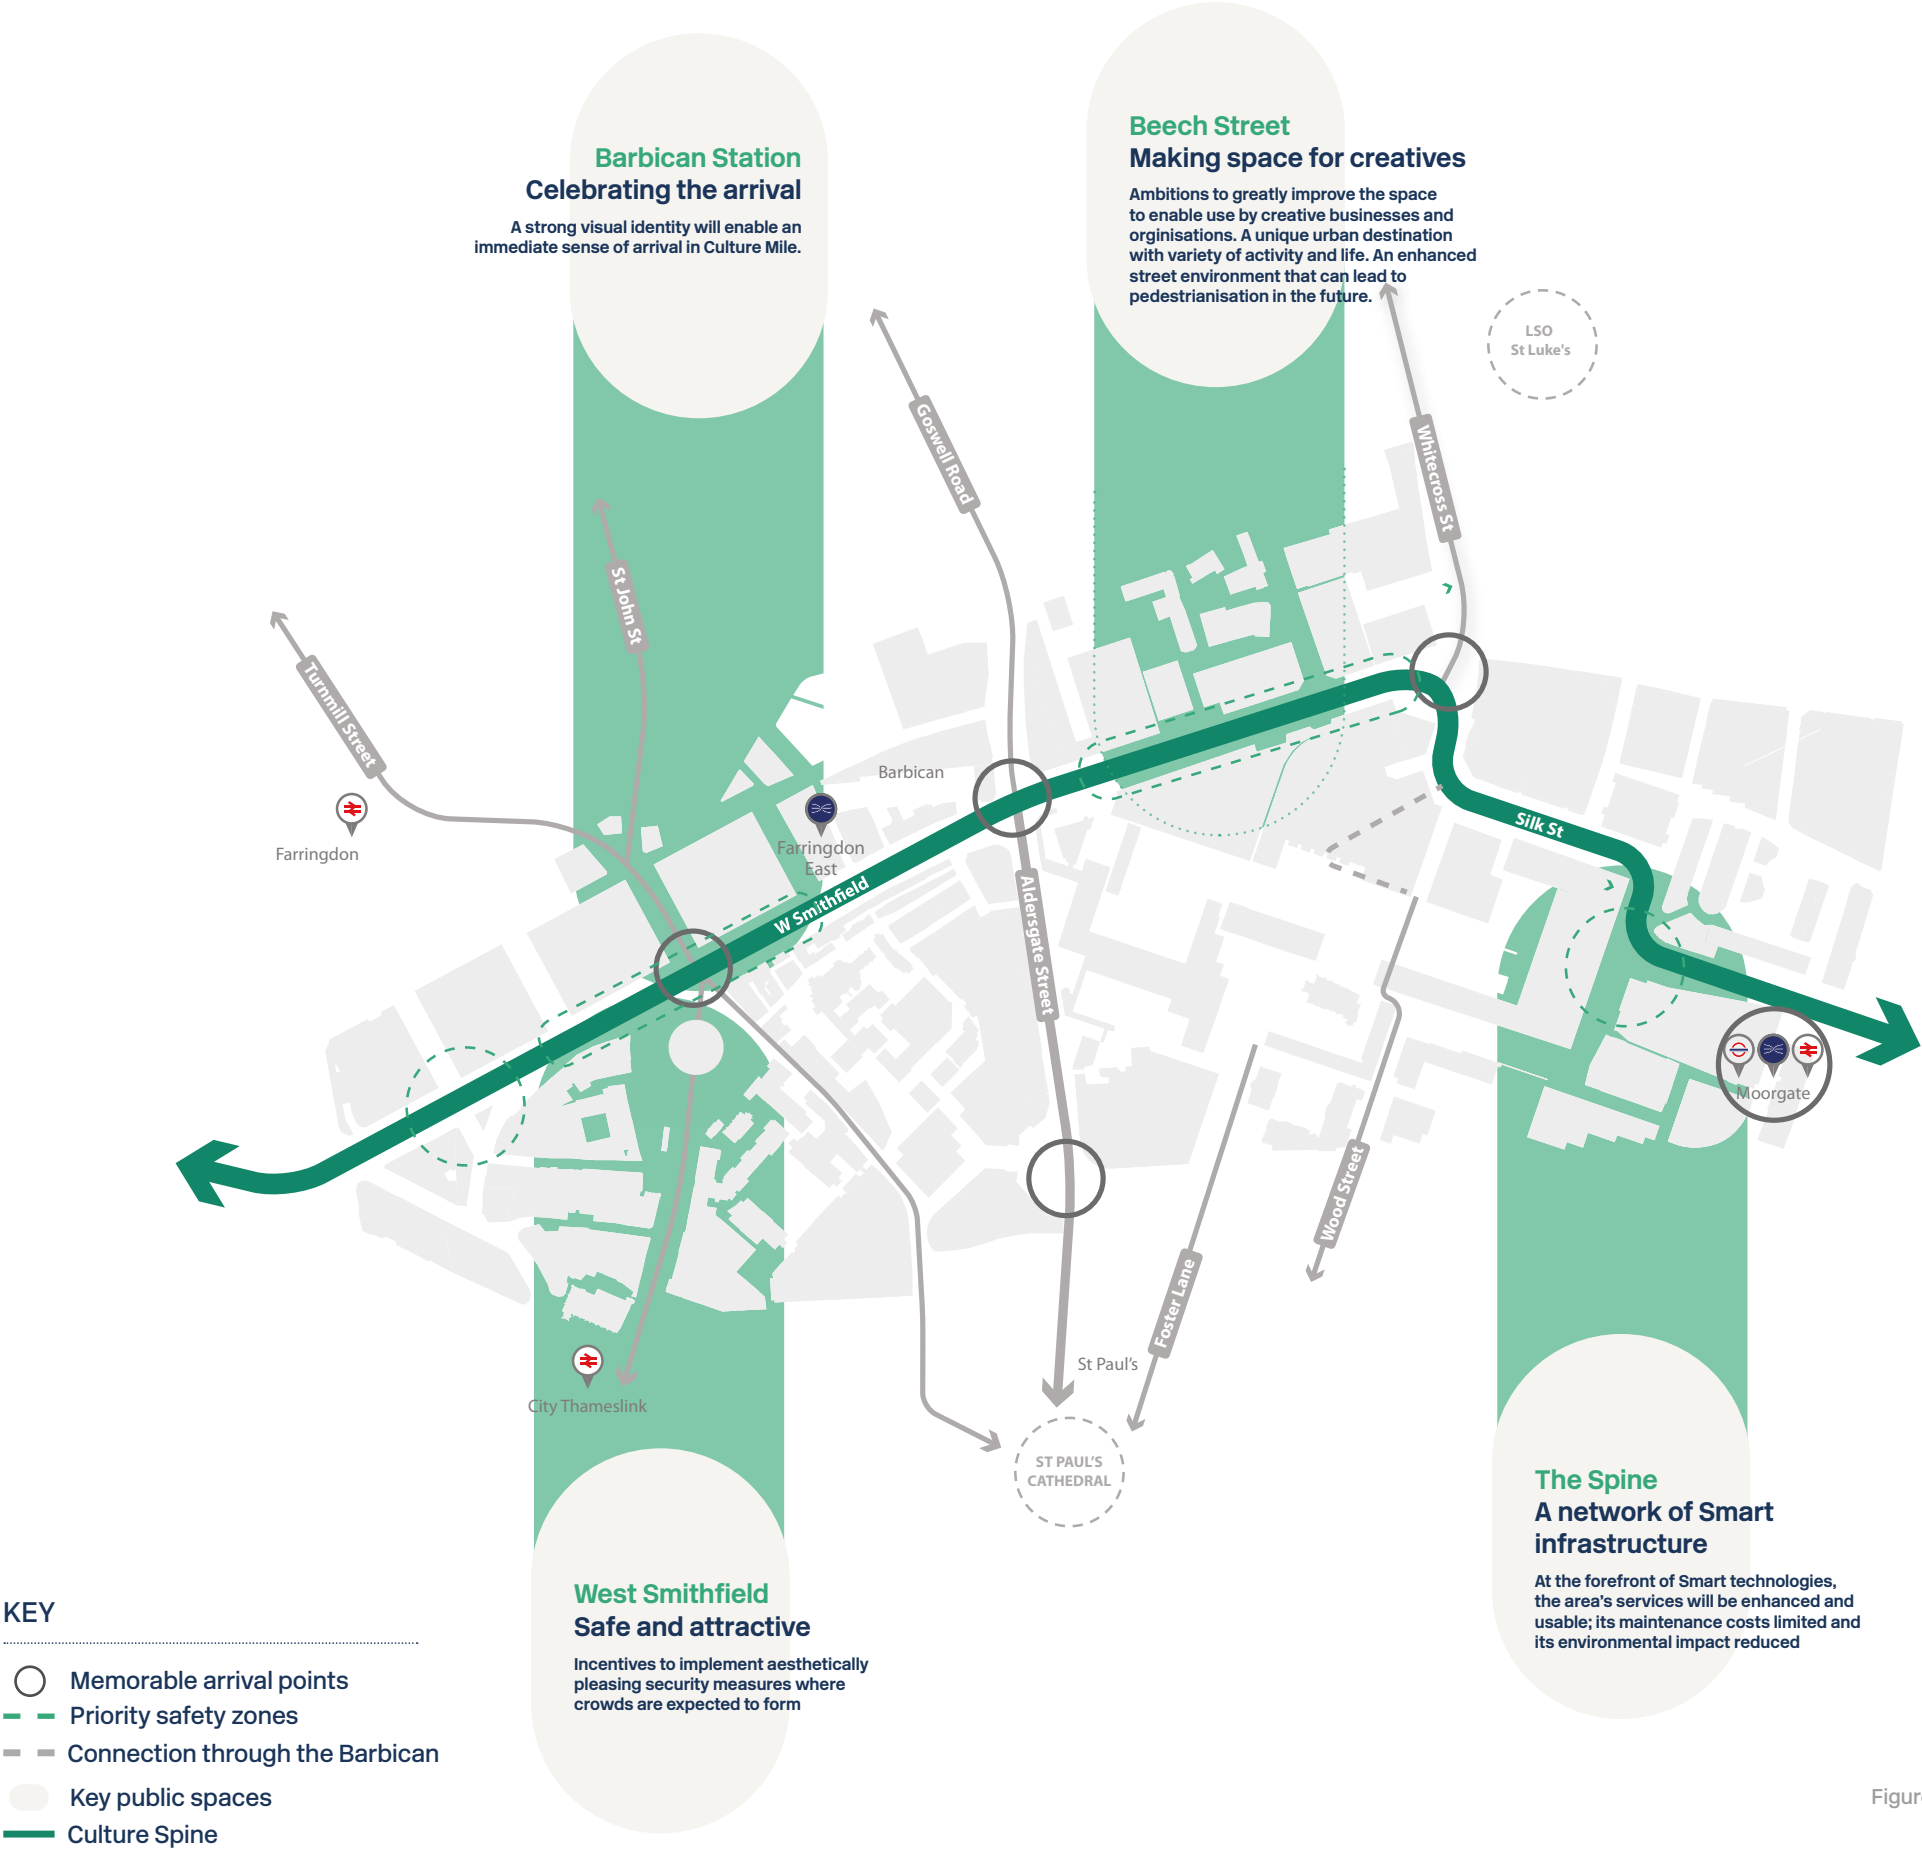 Beech Street
Making space for creatives
Ambitions to greatly improve the space
to enable use by creative businesses and
orginisations. A unique urban destination
with variety of activity and life. An enhanced
street environment that can lead to
pedestrianisation in the future.
Barbican Station
Celebrating the arrival
A strong visual identity will enable an
immediate sense of arrival in Culture Mile.
LSO
St Luke's
Goswell Road
Whitecross St
St John St
Turnmill Street
Barbican
Farringdon
Farringdon
East
W Smithfield
Silk St
Aldersgate Street
Moorgate
Wood Street
Foster Lane
St Paul's
City Thameslink
ST PAUL'S
CATHEDRAL
The Spine
A network of Smart
infrastructure
At the forefront of Smart technologies,
the area's services will be enhanced and
usable; its maintenance costs limited and
its environmental impact reduced
West Smithfield
Safe and attractive
Incentives to implement aesthetically
pleasing security measures where
crowds are expected to form
KEY
Memorable arrival points
Priority safety zones
Connection through the Barbican
Key public spaces
Culture Spine